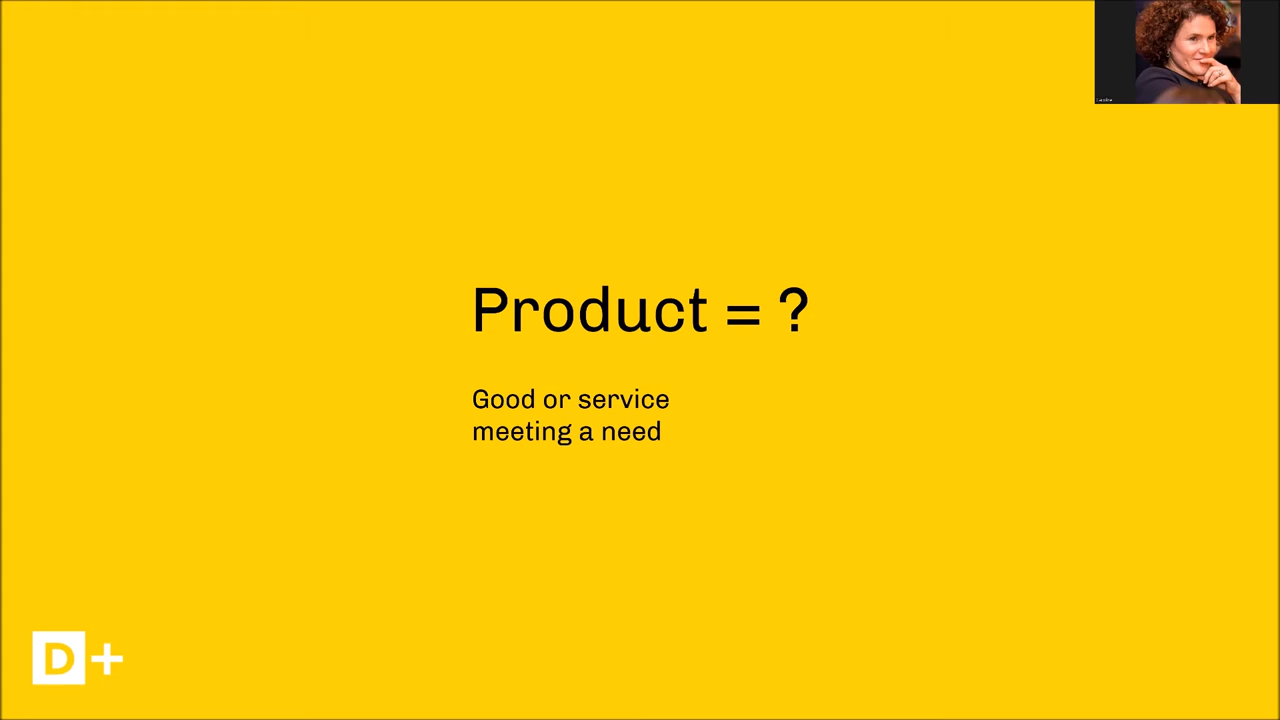 Product = ?
Good or service
meeting a need
D+